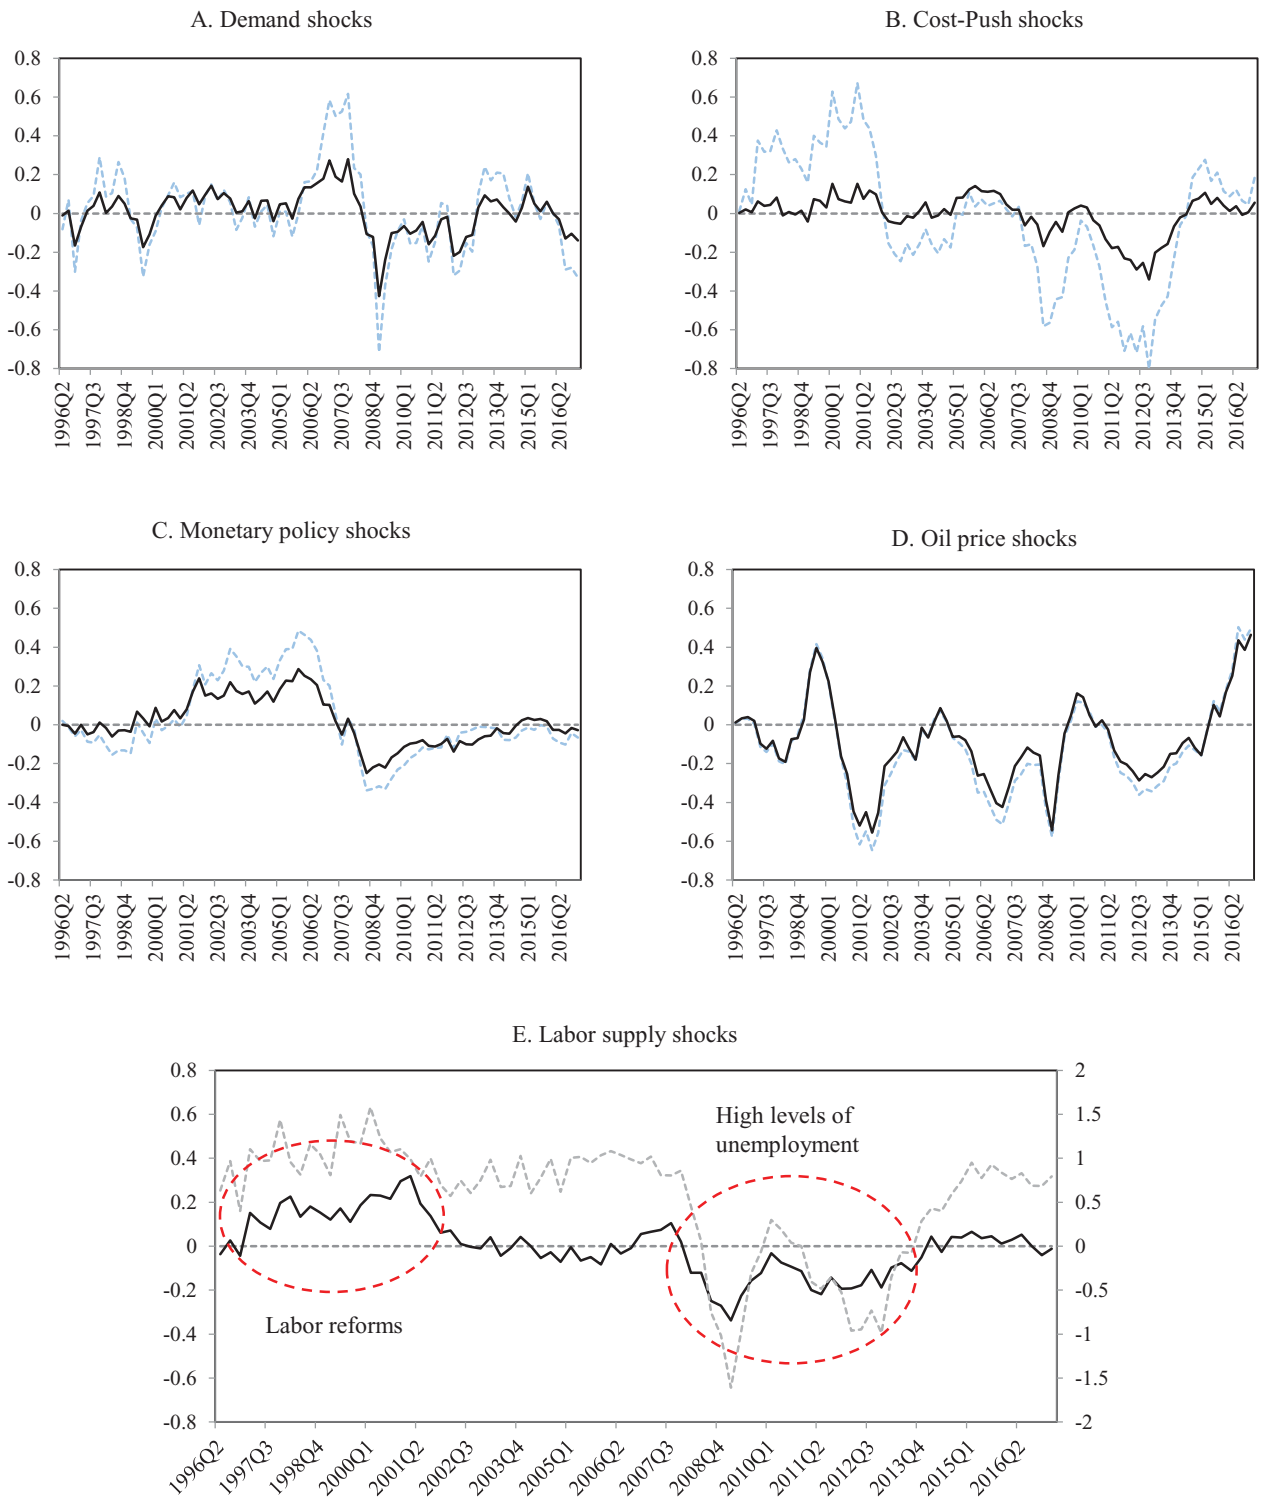 A. Demand shocks
0.8
0.6
0.4
0.2
0
-0.2
-0.4
-0.6
-0.8
1996Q2
1997Q3
1998Q4
2000Q1
2001Q2
2002Q3
2003Q4
2005Q1
2006Q2
2007Q3
2008Q4
2010Q1
2011Q2
2012Q3
2013Q4
2015Q1
2016Q2
B. Cost-Push shocks
0.8
0.6
0.4
0.2
0
-0.2
-0.4
-0.6
-0.8
1996Q2
1997Q3
1998Q4
2000Q1
2001Q2
2002Q3
2003Q4
2005Q1
2006Q2
2007Q3
2008Q4
2010Q1
2011Q2
2012Q3
2013Q4
2015Q1
2016Q2
C. Monetary policy shocks
0.8
0.6
0.4
0.2
0
-0.2
-0.4
-0.6
-0.8
1996Q2
1997Q3
1998Q4
2000Q1
2001Q2
2002Q3
2003Q4
2005Q1
2006Q2
2007Q3
2008Q4
2010Q1
2011Q2
2012Q3
2013Q4
2015Q1
2016Q2
D. Oil price shocks
0.8
0.6
0.4
0.2
0
-0.2
-0.4
-0.6
-0.8
1996Q2
1997Q3
1998Q4
2000Q1
2001Q2
2002Q3
2003Q4
2005Q1
2006Q2
2007Q3
2008Q4
2010Q1
2011Q2
2012Q3
2013Q4
2015Q1
2016Q2
E. Labor supply shocks
0.8
0.6
0.4
0.2
0
-0.2
-0.4
-0.6
-0.8
High levels of
unemployment
Labor reforms
2
1.5
1
0.5
0
-0.5
-1
-1.5
-2
1996Q2
1997Q3
1998Q4
2000Q1
2001Q2
2002Q3
2003Q4
2005Q1
2006Q2
2007Q3
2008Q4
2010Q1
2011Q2
2012Q3
2013Q4
2015Q1
2016Q2